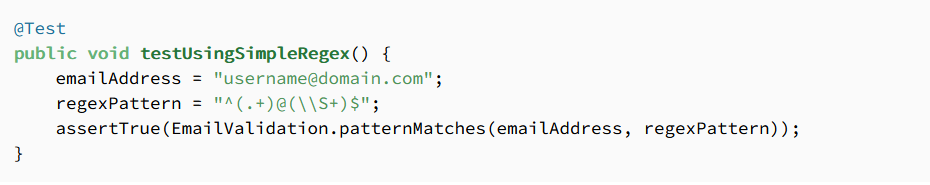 @Test
public void testUsingSimpleRegex() {
    emailAddress = "username@domain.com";
    regexPattern = "^(.+)@(\\S+)$";
    assertTrue(EmailValidation.patternMatches(emailAddress, regexPattern));
}